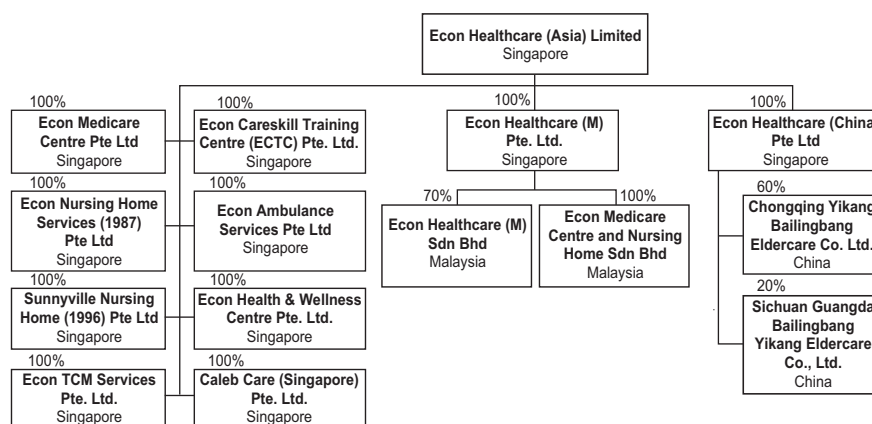 Econ Healthcare (Asia) Limited
Singapore
100%
Econ Medicare
Centre Pte Ltd
Singapore
100%
Econ Careskill Training
Centre (ECTC) Pte. Ltd.
Singapore
100%
Econ Healthcare (M)
Pte. Ltd.
Singapore
100%
Econ Healthcare (China)
Pte Ltd
Singapore
100%
Econ Nursing Home
Services (1987)
Pte Ltd
Singapore
100%
Econ Ambulance
Services Pte Ltd
Singapore
70%
Econ Healthcare (M)
Sdn Bhd
Malaysia
100%
Econ Medicare
Centre and Nursing
Home Sdn Bhd
Malaysia
60%
Chongqing Yikang
Bailingbang
Eldercare Co. Ltd.
China
100%
Sunnyville Nursing
Home (1996) Pte Ltd
Singapore
100%
Econ Health & Wellness
Centre Pte. Ltd.
Singapore
20%
Sichuan Guangda
Bailingbang
Yikang Eldercare
Co., Ltd.
China
100%
Econ TCM Services
Pte. Ltd.
Singapore
100%
Caleb Care (Singapore)
Pte. Ltd.
Singapore